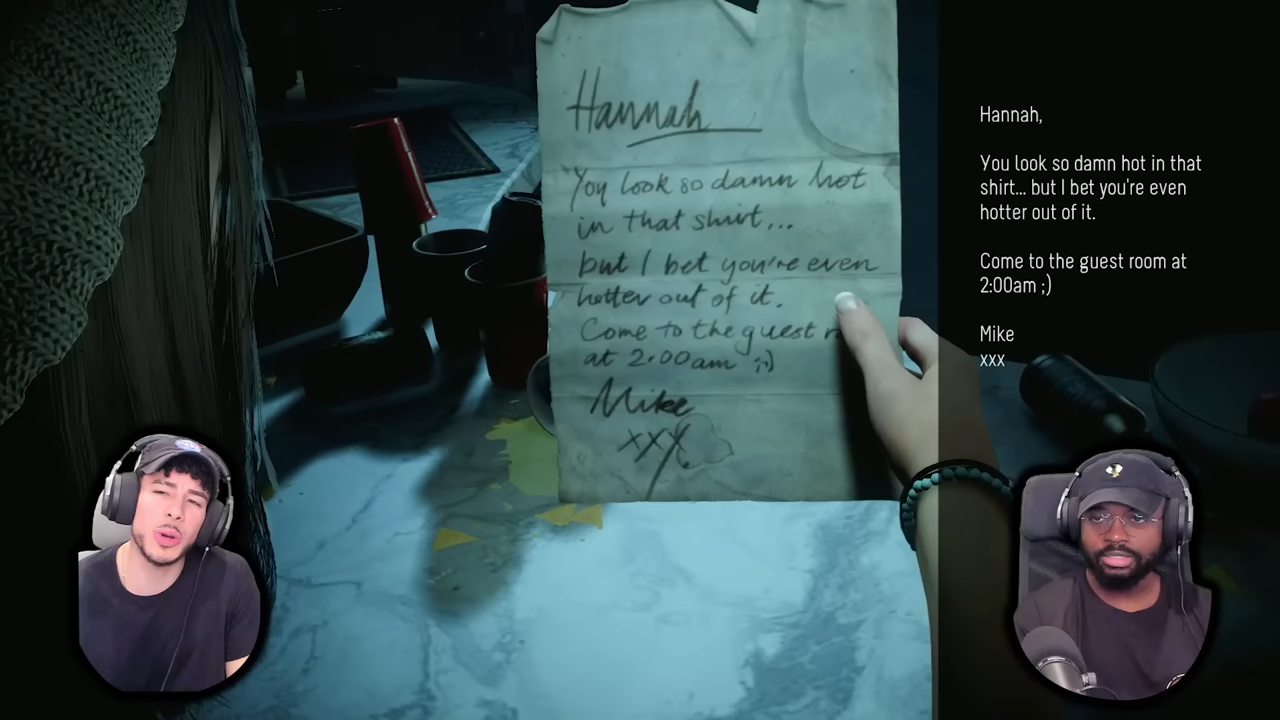 Hannah
You look so damn hot
in that shirt...
but I bet you're even
hotter out of it.
Come to the guest
at 2:00am ;)
Mike
xxx
Hannah,
You look so damn hot in that
shirt... but I bet you're even
hotter out of it.
Come to the guest room at
2:00am ;)
Mike
xxx